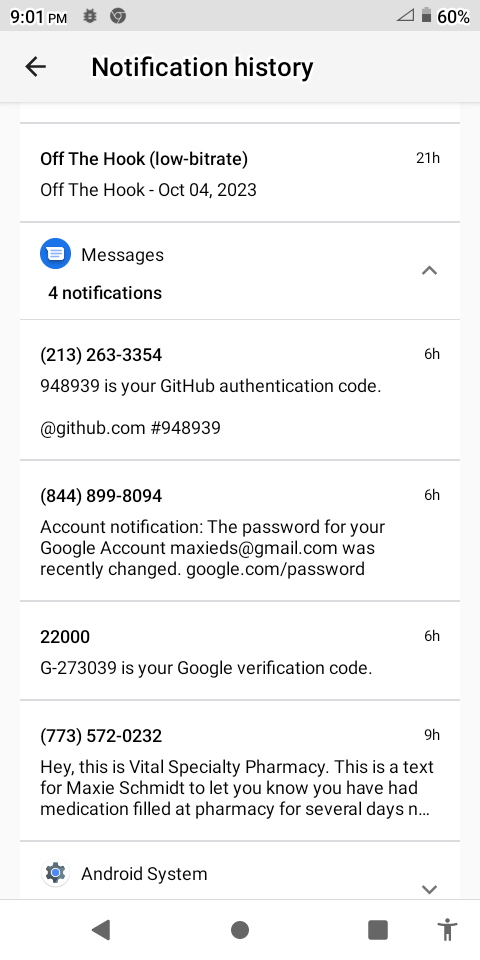 9:01 PM 60%
Notification history
Off The Hook (low-bitrate) 21h
Off The Hook - Oct 04, 2023
Messages
4 notifications
(213) 263-3354 6h
948939 is your GitHub authentication code.
@github.com #948939
(844) 899-8094 6h
Account notification: The password for your
Google Account maxieds@gmail.com was
recently changed. google.com/password
22000 6h
G-273039 is your Google verification code.
(773) 572-0232 9h
Hey, this is Vital Specialty Pharmacy. This is a text
for Maxie Schmidt to let you know you have had
medication filled at pharmacy for several days n...
Android System